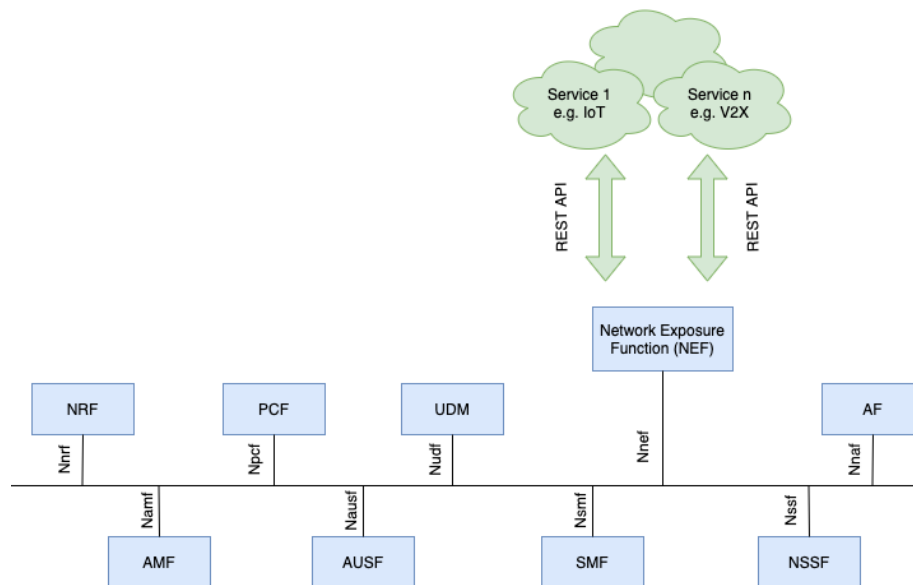 Service 1
e.g. IoT
Service n
e.g. V2X
REST API
REST API
Network Exposure
Function (NEF)
NRF
PCF
UDM
AF
Nnrf
Npcf
Nudf
Nnef
Nnaf
Namf
Nausf
Nsmf
Nssf
AMF
AUSF
SMF
NSSF